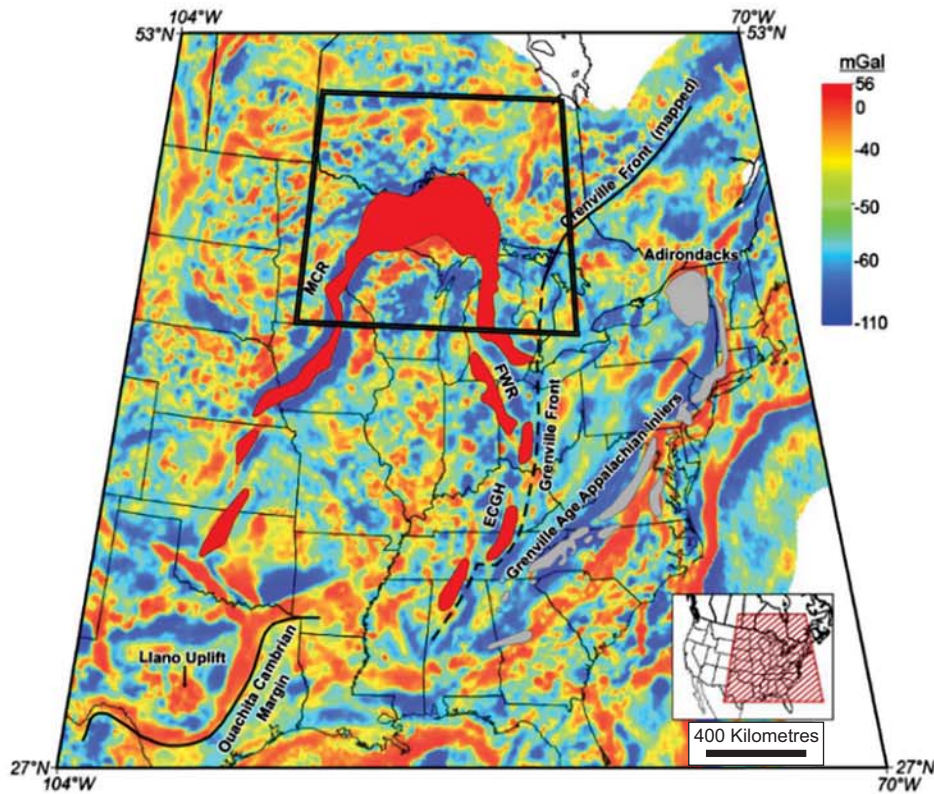 104°W
70°W
53°N
53°N
mGal
56
0
-40
-50
-60
-110
Grenville Front (mapped)
Adirondacks
MCR
FWR
Grenville Front
Grenville Age Appalachian Inliers
ECGH
Llano Uplift
Ouachita Cambrian
Margin
400 Kilometres
27°N
27°N
104°W
70°W